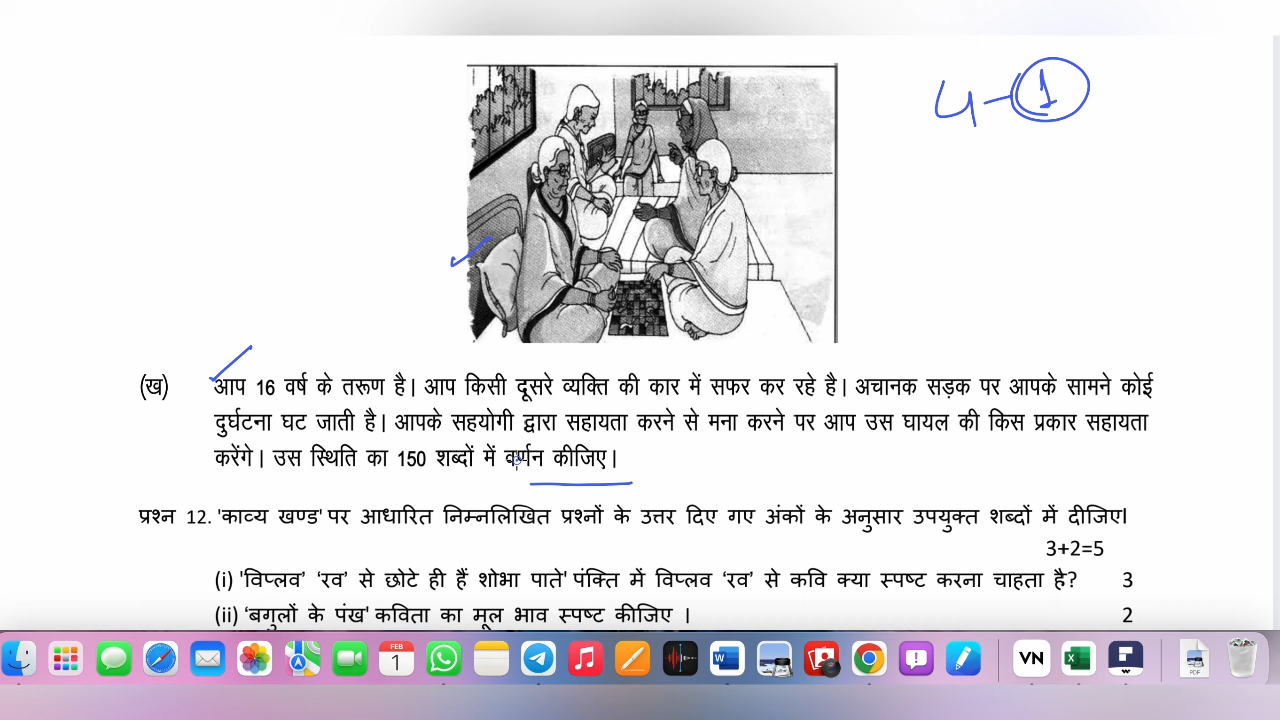 4-1
(ख) आप 16 वर्ष के तरूण है। आप किसी दूसरे व्यक्ति की कार में सफर कर रहे है। अचानक सड़क पर आपके सामने कोई
दुर्घटना घट जाती है। आपके सहयोगी द्वारा सहायता करने से मना करने पर आप उस घायल की किस प्रकार सहायता
करेंगे। उस स्थिति का 150 शब्दों में वर्णन कीजिए।
प्रश्न 12. 'काव्य खण्ड' पर आधारित निम्नलिखित प्रश्नों के उत्तर दिए गए अंकों के अनुसार उपयुक्त शब्दों में दीजिए।
3+2=5
(i) 'विप्लव' 'रव' से छोटे ही हैं शोभा पाते' पंक्ति में विप्लव 'रव' से कवि क्या स्पष्ट करना चाहता है? 3
(ii) 'बगुलों के पंख' कविता का मूल भाव स्पष्ट कीजिए । 2
FEB
1
W
VN
X
PDF